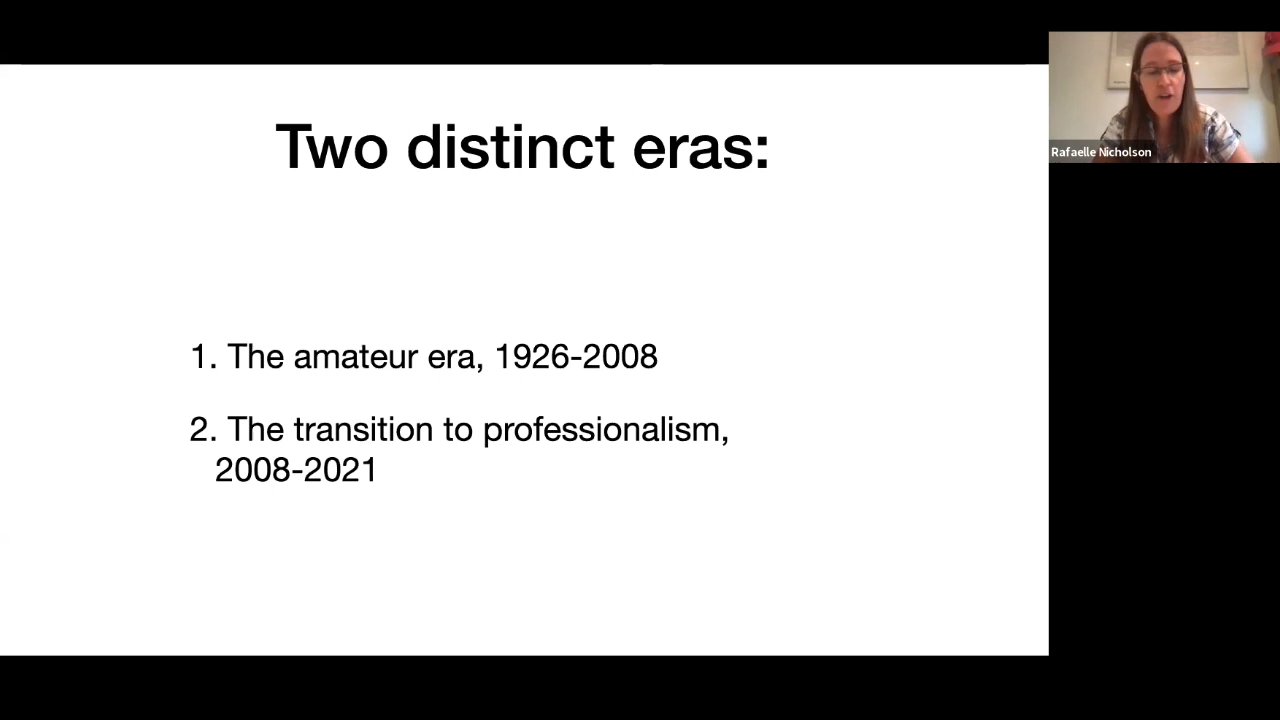 Two distinct eras:
1. The amateur era, 1926-2008
2. The transition to professionalism,
2008-2021
Rafaelle Nicholson